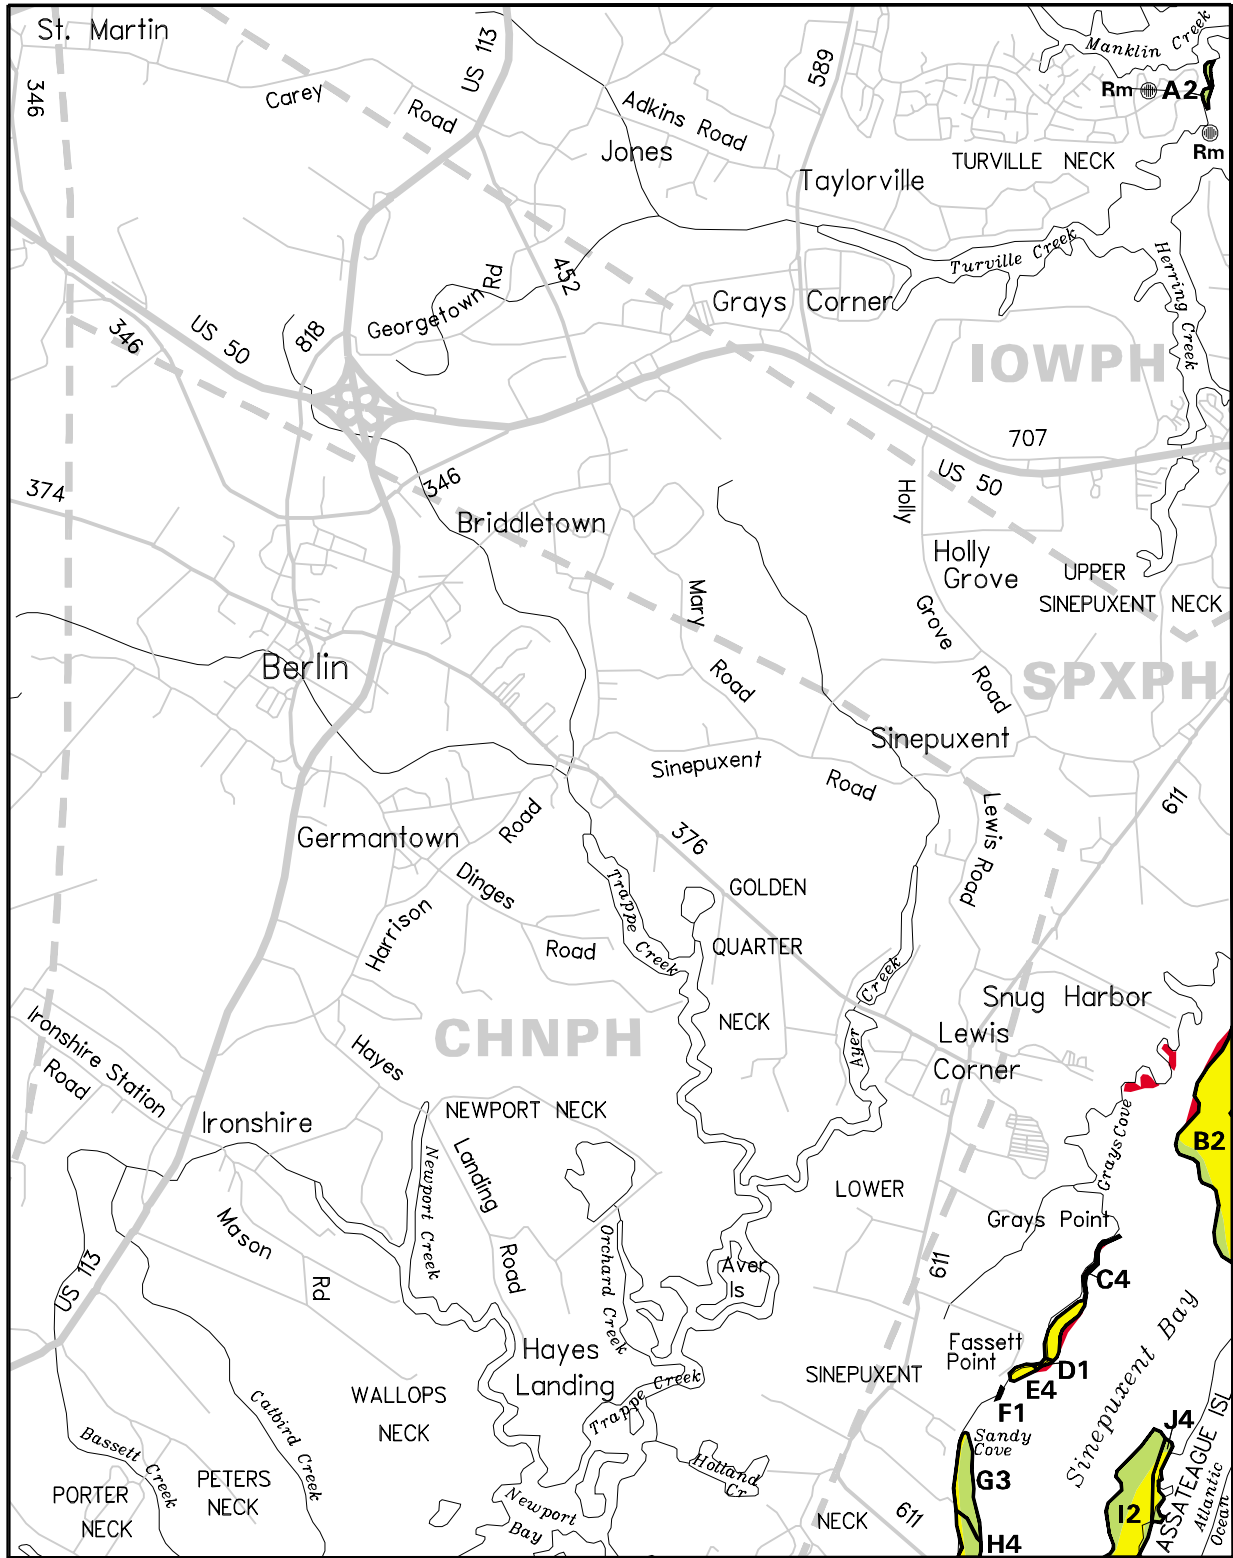 St. Martin
346
US 113
589
Manklin Creek
Carey
Road
Adkins Road
Rm
A2
Rm
Jones
TURVILLE NECK
Taylorville
Turville Creek
Herring Creek
452
Georgetown Rd
Grays Corner
346
US 50
818
IOWPH
707
US 50
374
346
Holly
Briddletown
Holly
Grove
UPPER
SINEPUXENT NECK
Mary
Grove
Berlin
Road
Road
SPXPH
Sinepuxent
Sinepuxent
Road
611
Lewis Road
Germantown
Road
376
Dinges
GOLDEN
Trappe Creek
Harrison
Road
QUARTER
Creek
Snug Harbor
Ironshire Station
Road
CHNPH
NECK
Ayer
Lewis
Corner
Hayes
Ironshire
NEWPORT NECK
Grays Cove
B2
Newport Creek
Landing
LOWER
Mason
Grays Point
Orchard Creek
US 113
Rd
Road
Aver
Is
611
C4
Sinepuxent Bay
Fassett
Point
Hayes
Landing
D1
SINEPUXENT
E4
WALLOPS
NECK
Trappe Creek
F1
J4
Catbird Creek
Bassett Creek
Sandy
Cove
ASSATEAGUE ISL
Holland
Cr
G3
PETERS
NECK
PORTER
NECK
Newport
Bay
NECK
611
I2
Atlantic
Ocean
H4